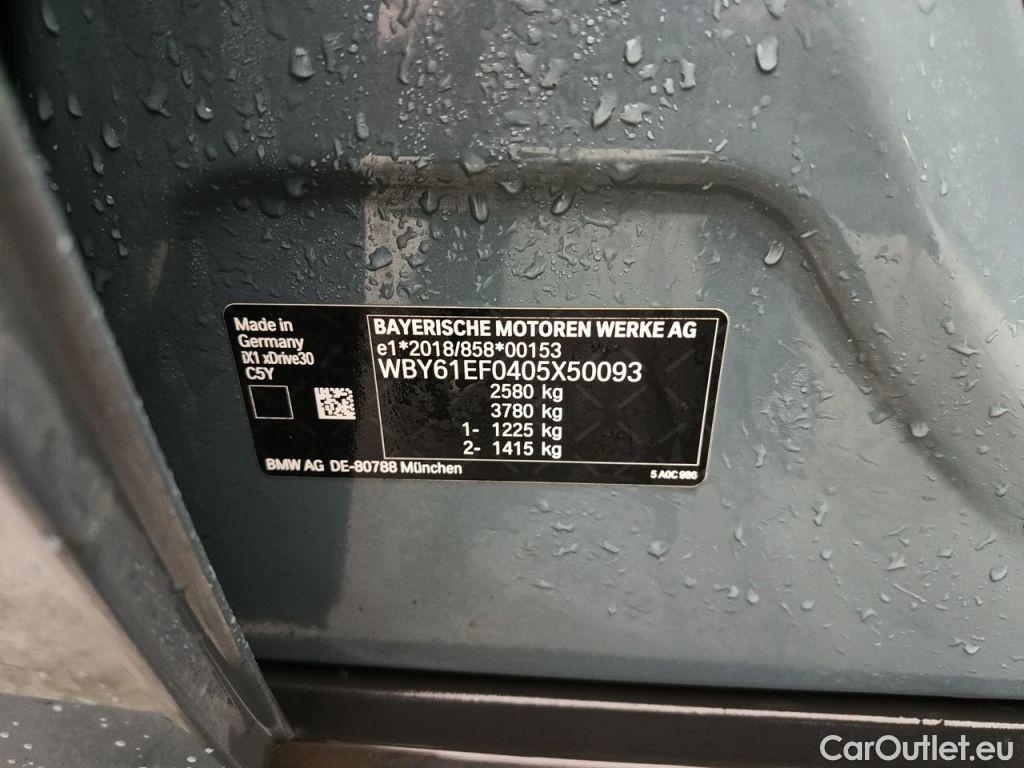 Made in
Germany
iX1 xDrive30
C5Y
BAYERISCHE MOTOREN WERKE AG
e1*2018/858*00153
WBY61EF0405X50093
2580 kg
3780 kg
1- 1225 kg
2- 1415 kg
BMW AG DE-80788 München
5 A0C 996
CarOutlet.eu